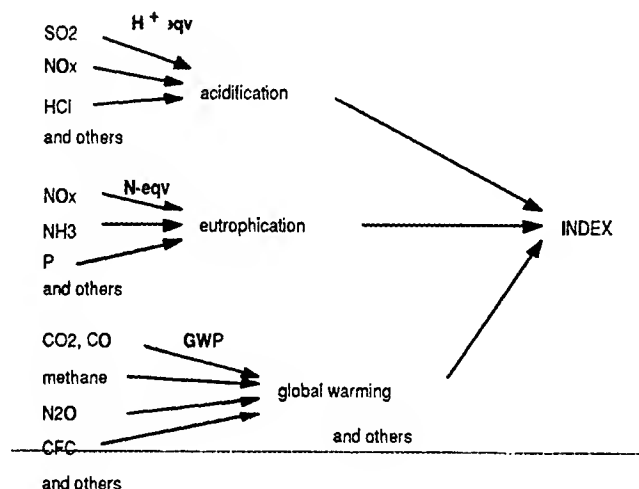 SO2
H+ eqv
NOx
acidification
HCl
and others
NOx
N-eqv
NH3
eutrophication
INDEX
P
and others
CO2, CO
GWP
methane
global warming
N2O
and others
CFC
and others